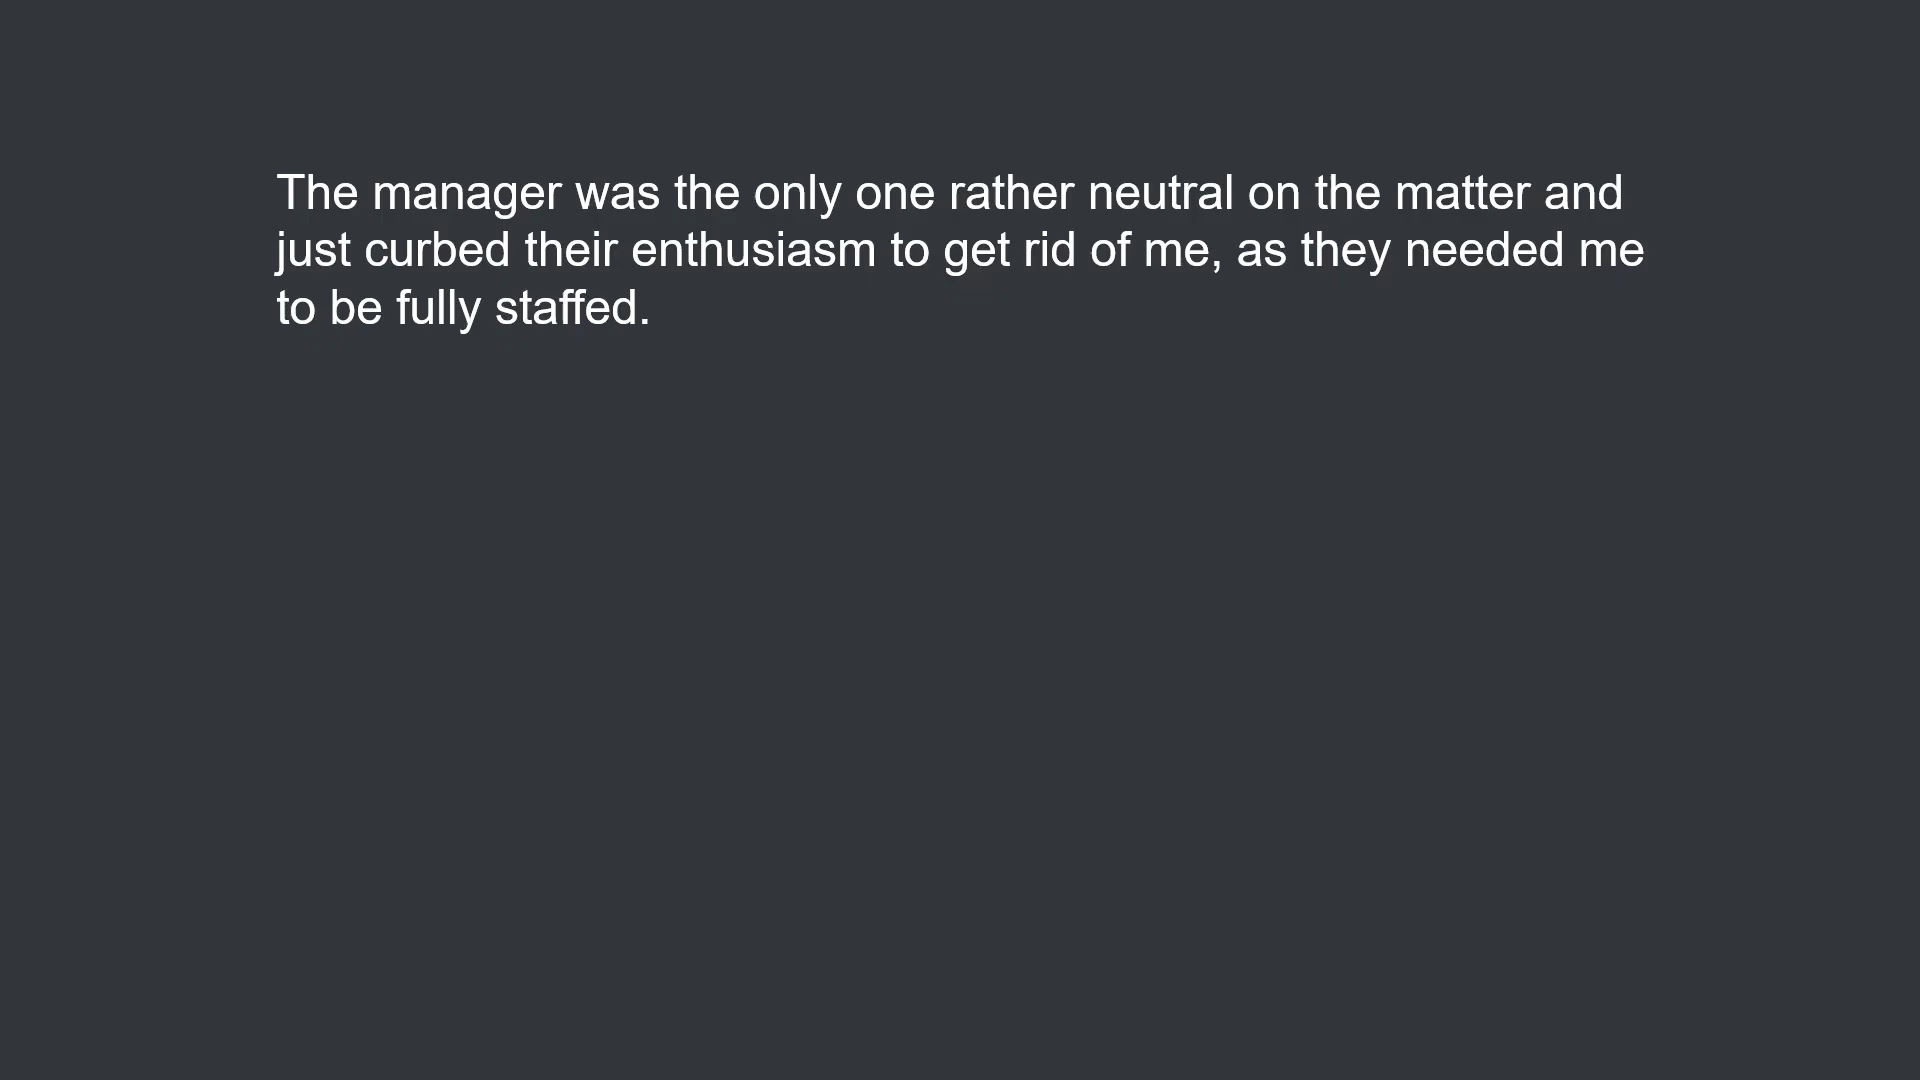 The manager was the only one rather neutral on the matter and
just curbed their enthusiasm to get rid of me, as they needed me
to be fully staffed.